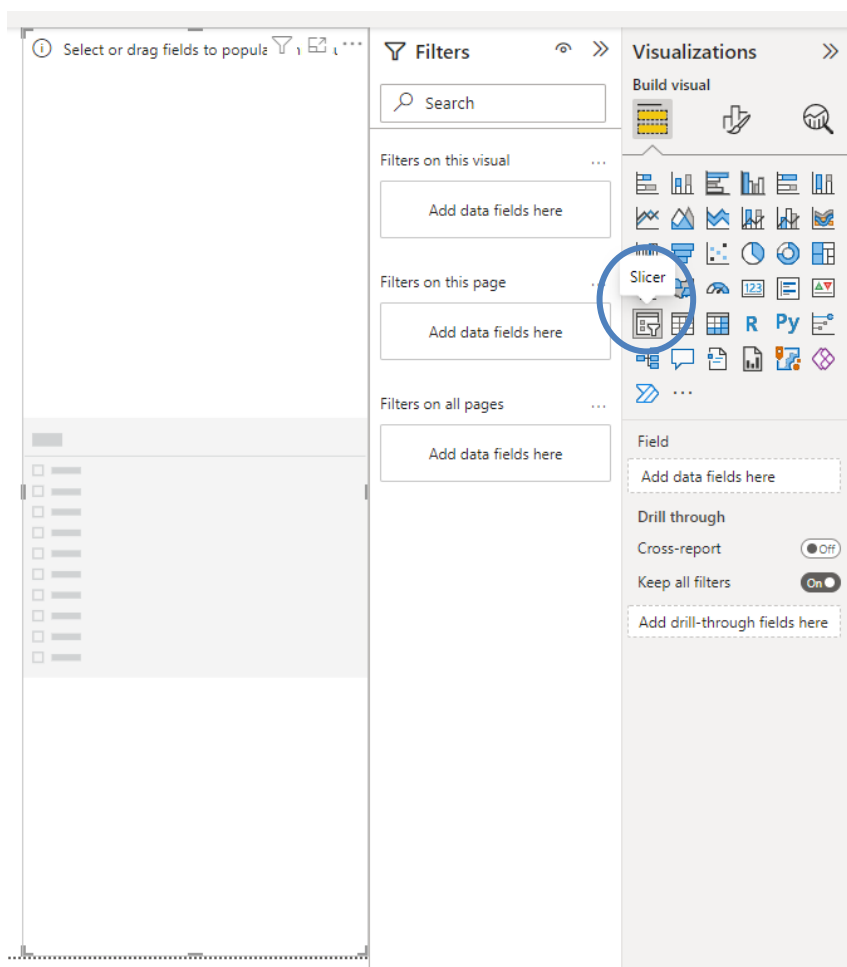 Select or drag fields to popula
Filters
Search
Filters on this visual
...
Add data fields here
Filters on this page
Add data fields here
Filters on all pages
...
Add data fields here
Visualizations
Build visual
Slicer
123
R
Py
...
Field
Add data fields here
Drill through
Cross-report
Off
Keep all filters
On
Add drill-through fields here